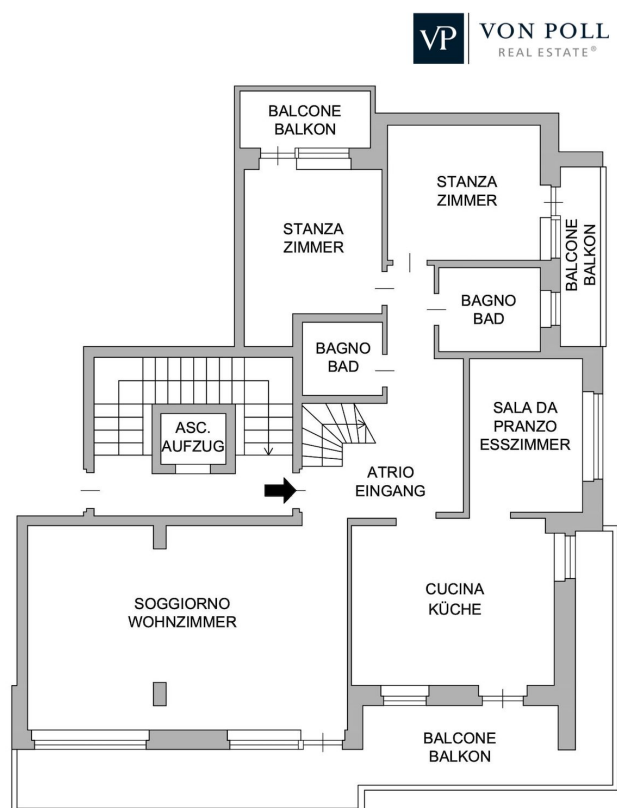 VP VON POLL
REAL ESTATE®
BALCONE
BALKON
STANZA
ZIMMER
STANZA
ZIMMER
BALCONE
BALKON
BAGNO
BAD
BAGNO
BAD
ASC.
AUFZUG
SALA DA
PRANZO
ESSZIMMER
ATRIO
EINGANG
SOGGIORNO
WOHNZIMMER
CUCINA
KÜCHE
BALCONE
BALKON